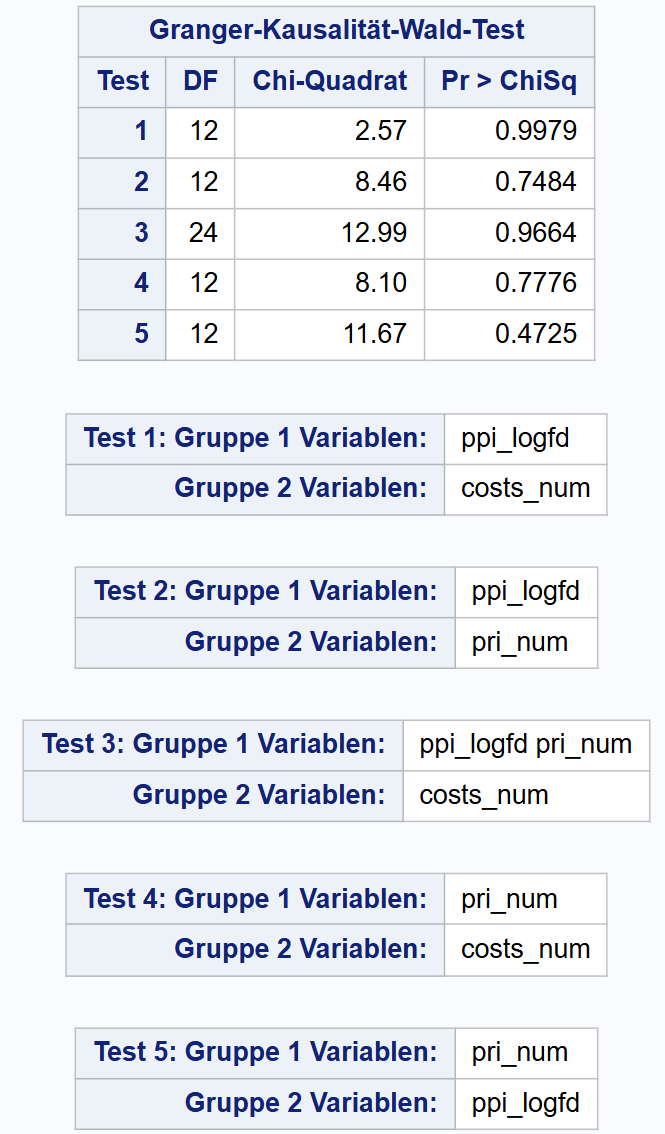 Granger-Kausalität-Wald-Test
Test DF Chi-Quadrat Pr > ChiSq
1 12 2.57 0.9979
2 12 8.46 0.7484
3 24 12.99 0.9664
4 12 8.10 0.7776
5 12 11.67 0.4725
Test 1: Gruppe 1 Variablen: ppi_logfd
Gruppe 2 Variablen: costs_num
Test 2: Gruppe 1 Variablen: ppi_logfd
Gruppe 2 Variablen: pri_num
Test 3: Gruppe 1 Variablen: ppi_logfd pri_num
Gruppe 2 Variablen: costs_num
Test 4: Gruppe 1 Variablen: pri_num
Gruppe 2 Variablen: costs_num
Test 5: Gruppe 1 Variablen: pri_num
Gruppe 2 Variablen: ppi_logfd